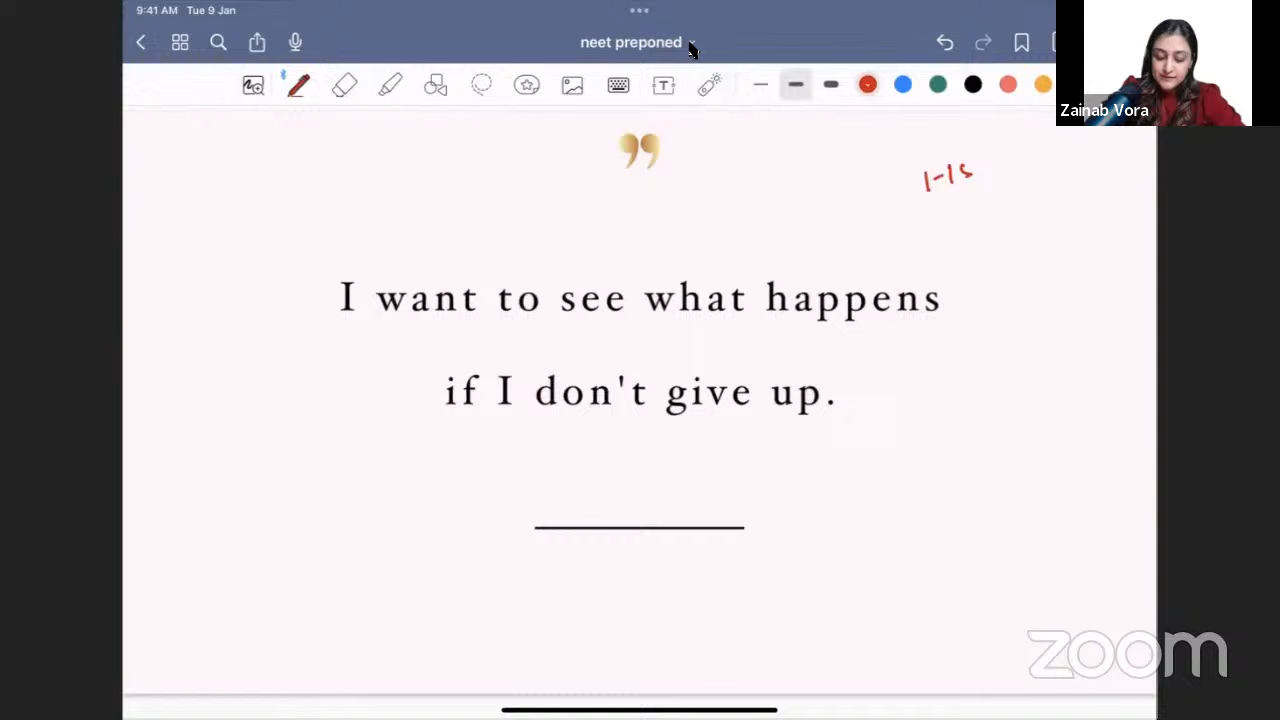 9:41 AM Tue 9 Jan
neet preponed
T
Zainab Vora
”
1-15
I want to see what happens
if I don't give up.
zoom